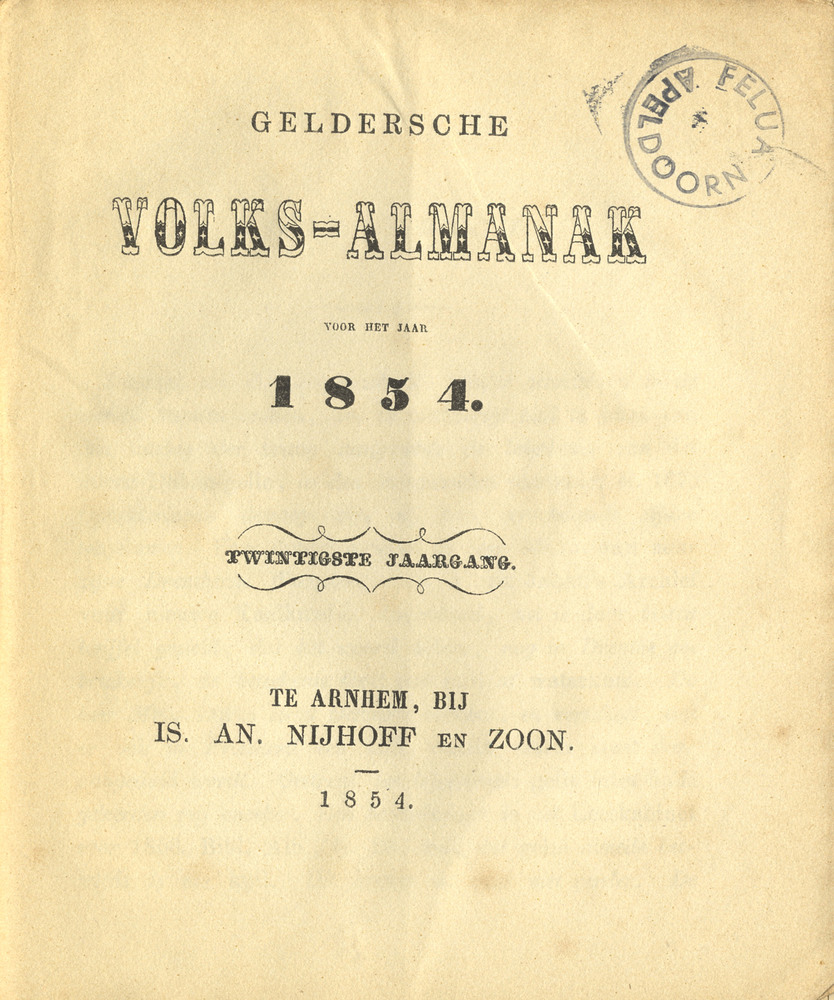 GELDERSCHE
VOLKS=ALMANAK
VOOR HET JAAR
1854.
TWINTIGSTE JAARGANG.
TE ARNHEM, BIJ
IS. AN. NIJHOFF EN ZOON.
1854.
FELUA
APELDOORN